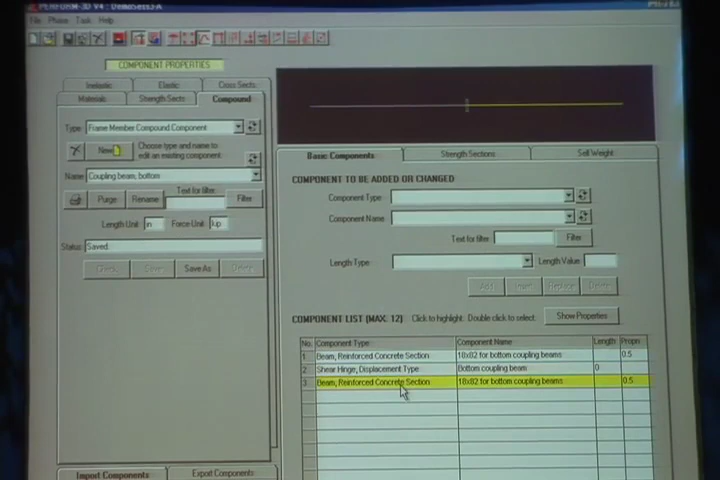 PERFORM-3D V4 : DemoSess3-A
File Phase Task Help
COMPONENT PROPERTIES
Inelastic Elastic Cross Sects
Materials Strength Sects Compound
Type Frame Member Compound Component
New Choose type and name to edit an existing component.
Name Coupling beam, bottom
Purge Rename Text for filter Filter
Length Unit in Force Unit kip
Status Saved.
Check Save Save As Delete
Import Components Export Components
Basic Components Strength Sections Self Weight
COMPONENT TO BE ADDED OR CHANGED
Component Type
Component Name
Text for filter Filter
Length Type Length Value
Add Insert Replace Delete
COMPONENT LIST (MAX. 12) Click to highlight. Double click to select. Show Properties
No. Component Type Component Name Length Propn
1 Beam, Reinforced Concrete Section 18x82 for bottom coupling beams 0.5
2 Shear Hinge, Displacement Type Bottom coupling beam 0
3 Beam, Reinforced Concrete Section 18x82 for bottom coupling beams 0.5